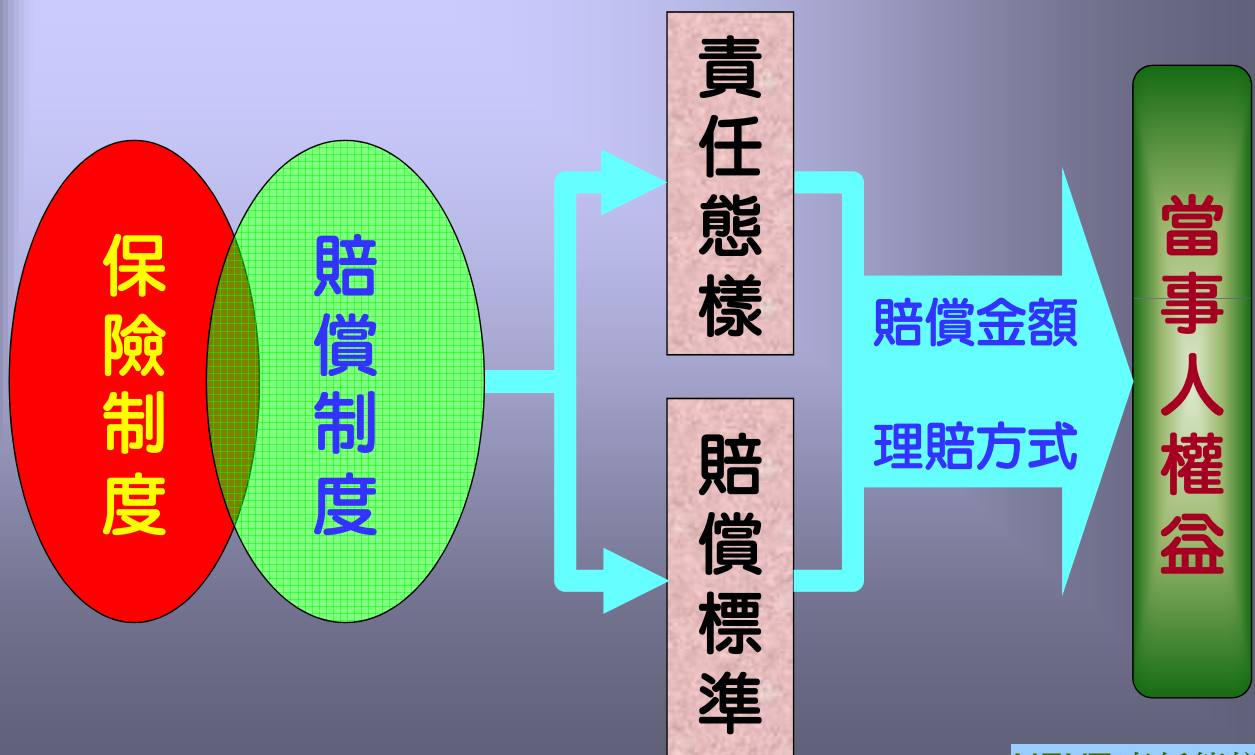 保險制度
賠償制度
責任態樣
賠償標準
賠償金額
理賠方式
當事人權益